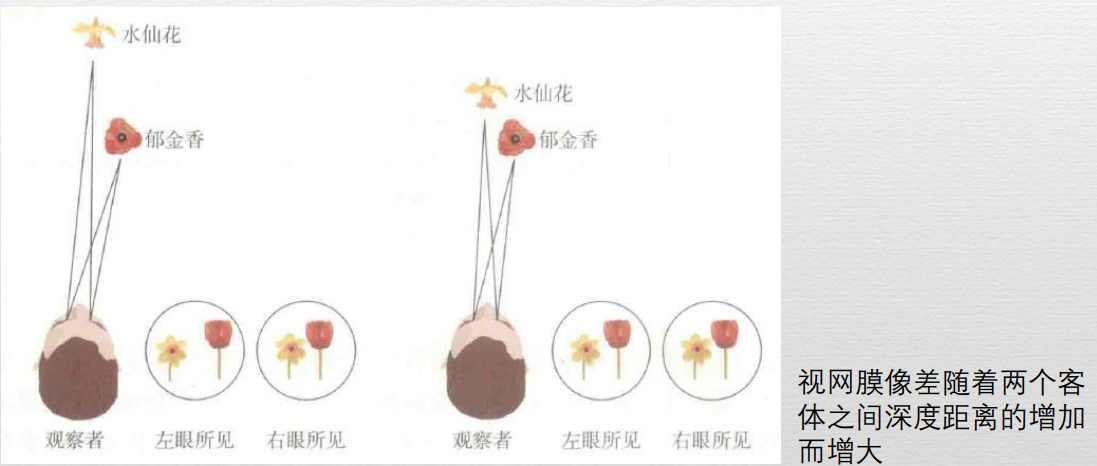 水仙花
郁金香
水仙花
郁金香
观察者
左眼所见
右眼所见
观察者
左眼所见
右眼所见
视网膜像差随着两个客
体之间深度距离的增加
而增大